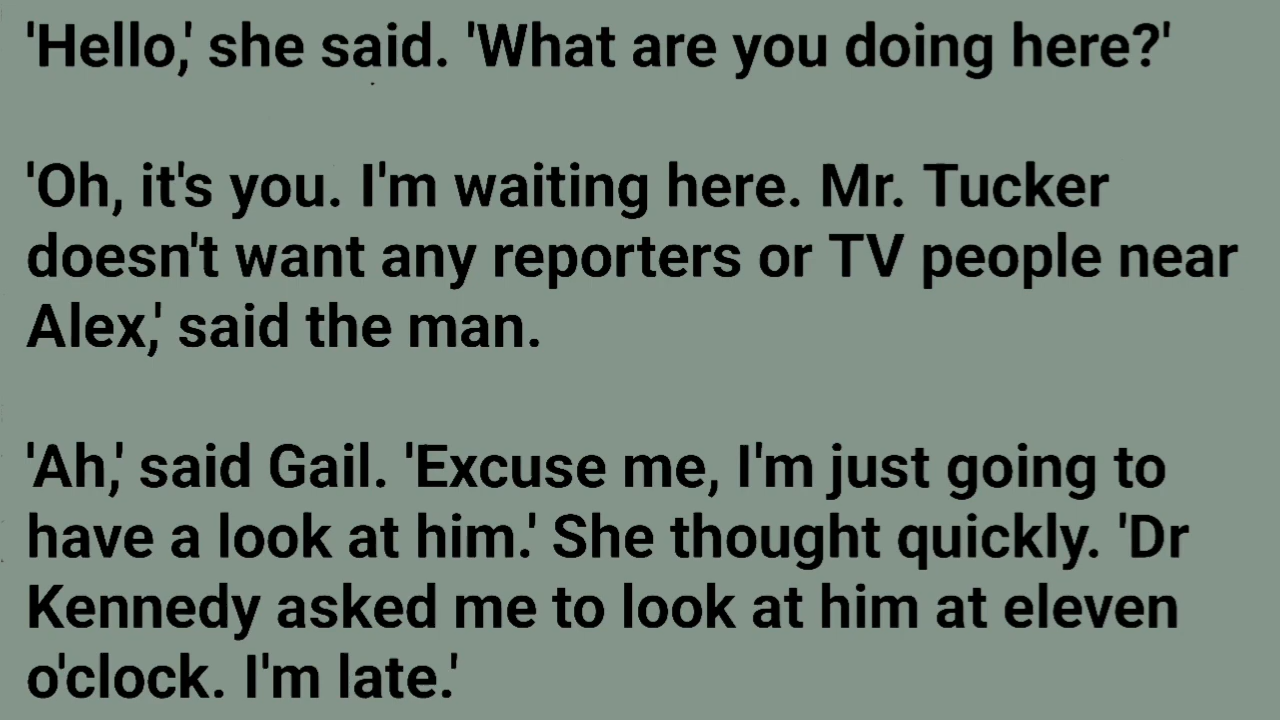 'Hello,' she said. 'What are you doing here?'
'Oh, it's you. I'm waiting here. Mr. Tucker
doesn't want any reporters or TV people near
Alex,' said the man.
'Ah,' said Gail. 'Excuse me, I'm just going to
have a look at him.' She thought quickly. 'Dr
Kennedy asked me to look at him at eleven
o'clock. I'm late.'